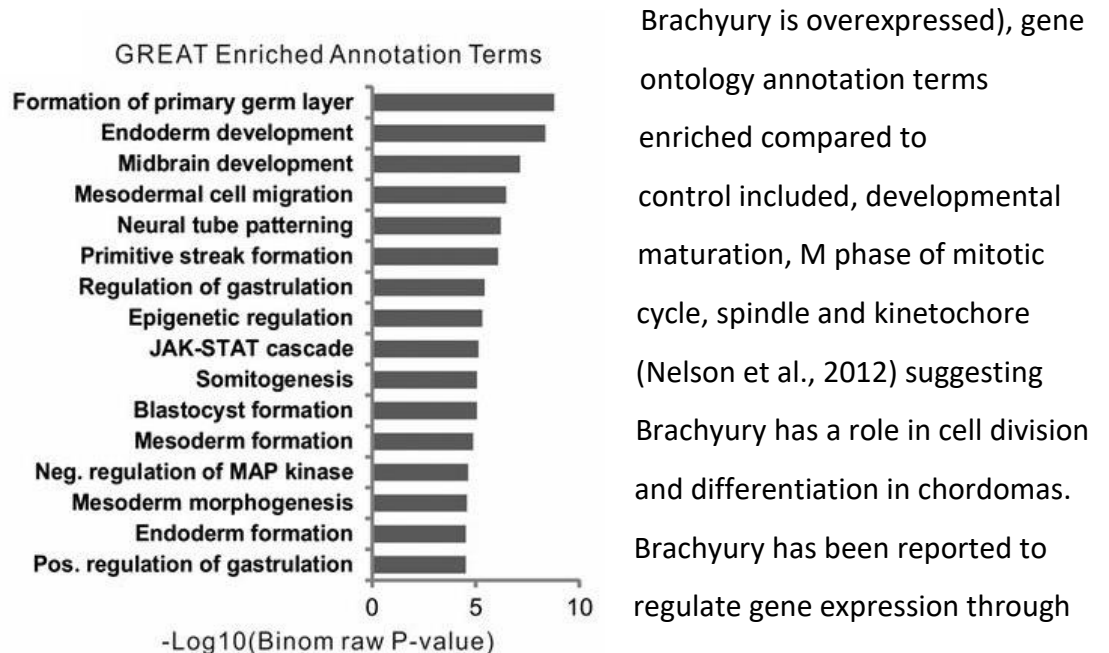 GREAT Enriched Annotation Terms
Formation of primary germ layer
Endoderm development
Midbrain development
Mesodermal cell migration
Neural tube patterning
Primitive streak formation
Regulation of gastrulation
Epigenetic regulation
JAK-STAT cascade
Somitogenesis
Blastocyst formation
Mesoderm formation
Neg. regulation of MAP kinase
Mesoderm morphogenesis
Endoderm formation
Pos. regulation of gastrulation
0 5 10
-Log10(Binom raw P-value)
Brachyury is overexpressed), gene
ontology annotation terms
enriched compared to
control included, developmental
maturation, M phase of mitotic
cycle, spindle and kinetochore
(Nelson et al., 2012) suggesting
Brachyury has a role in cell division
and differentiation in chordomas.
Brachyury has been reported to
regulate gene expression through